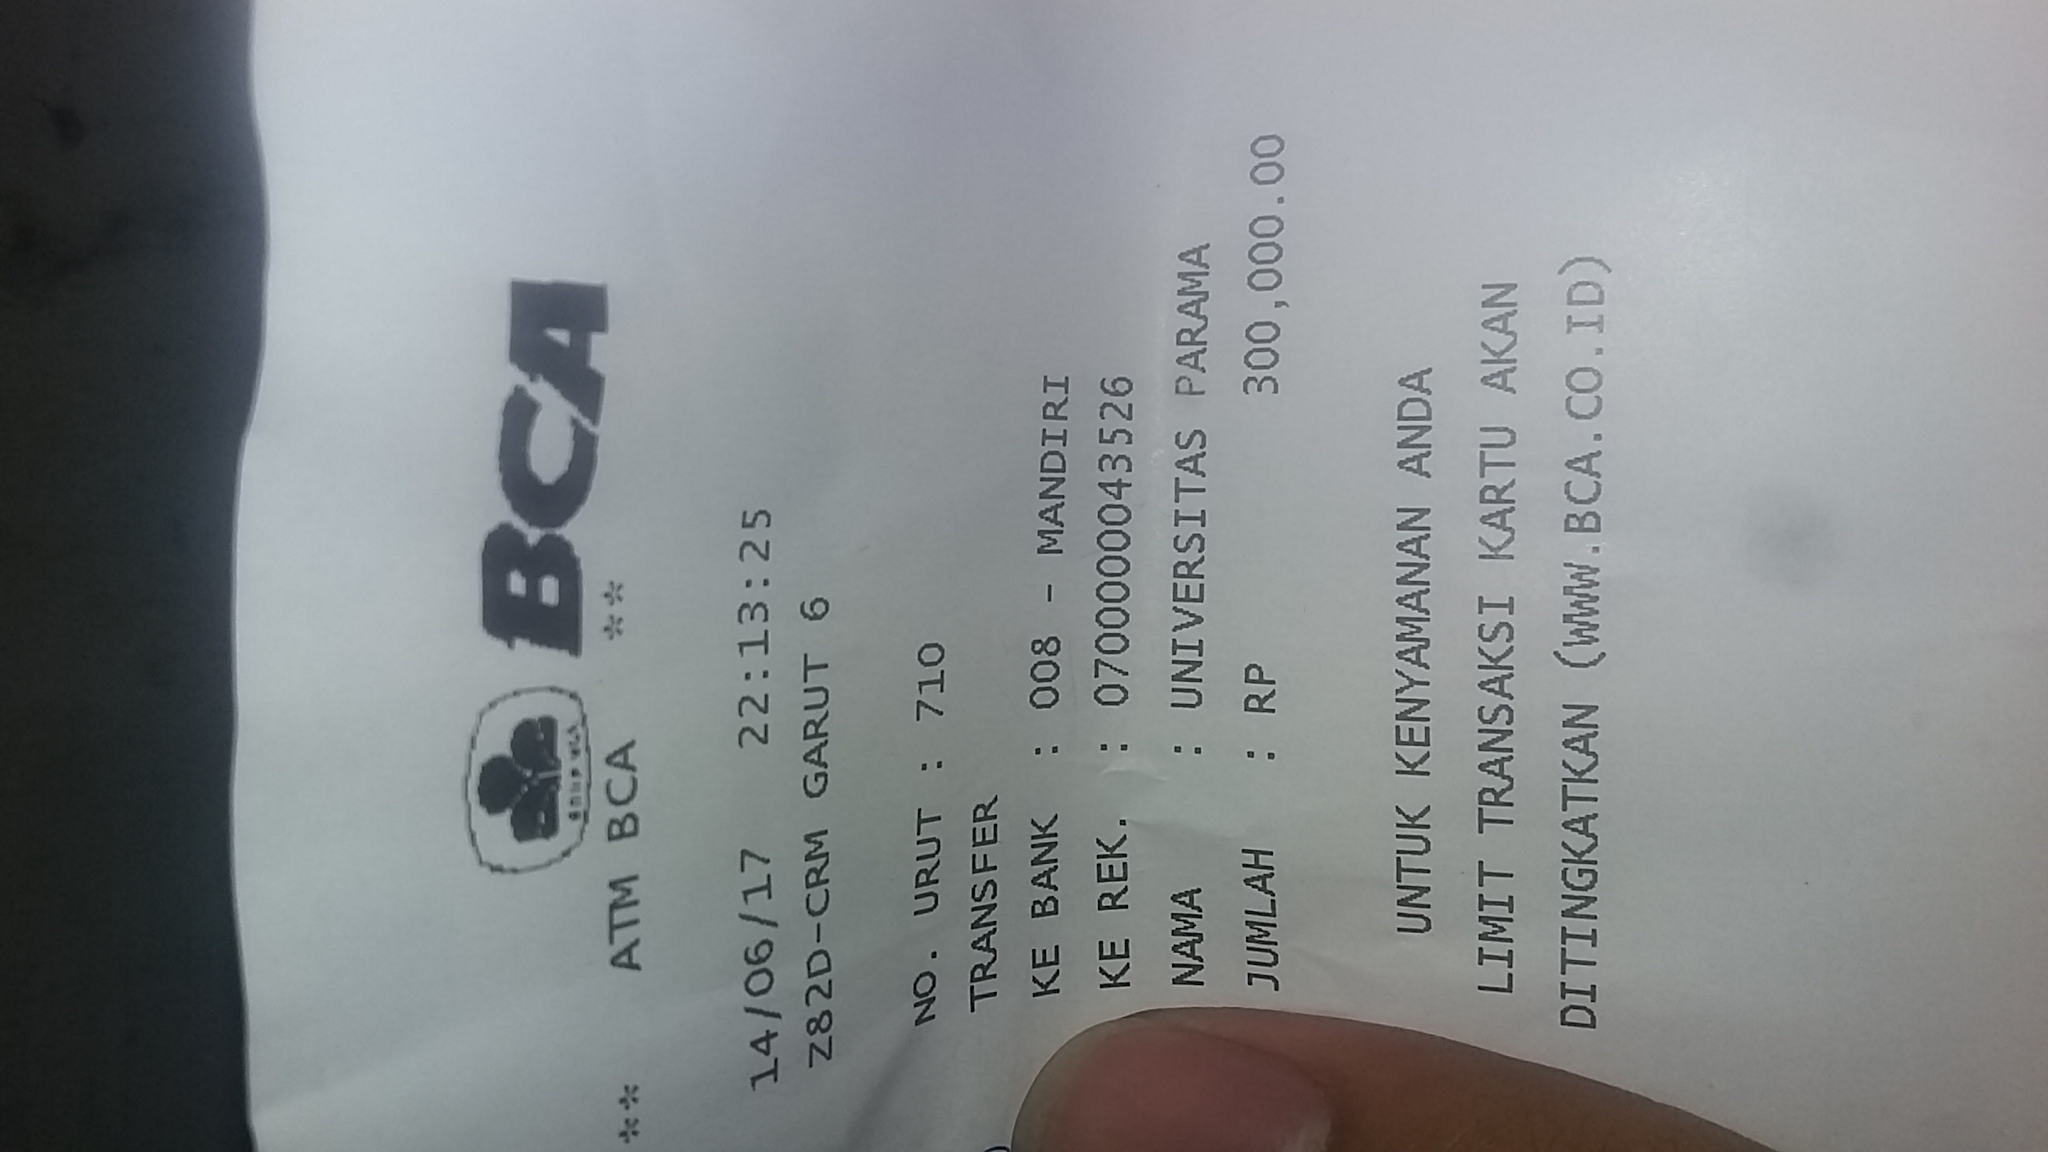 BCA
** ATM BCA **
14/06/17 22:13:25
Z82D-CRM GARUT 6
NO. URUT : 710
TRANSFER
KE BANK : 008 - MANDIRI
KE REK. : 0700000043526
NAMA : UNIVERSITAS PARAMA
JUMLAH : RP 300,000.00
UNTUK KENYAMANAN ANDA
LIMIT TRANSAKSI KARTU AKAN
DITINGKATKAN (WWW.BCA.CO.ID)